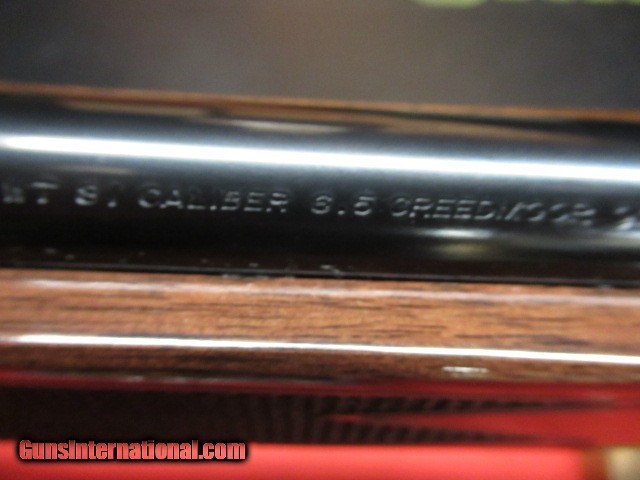 CALIBER 6.5 CREEDMOOR
GunsInternational.com